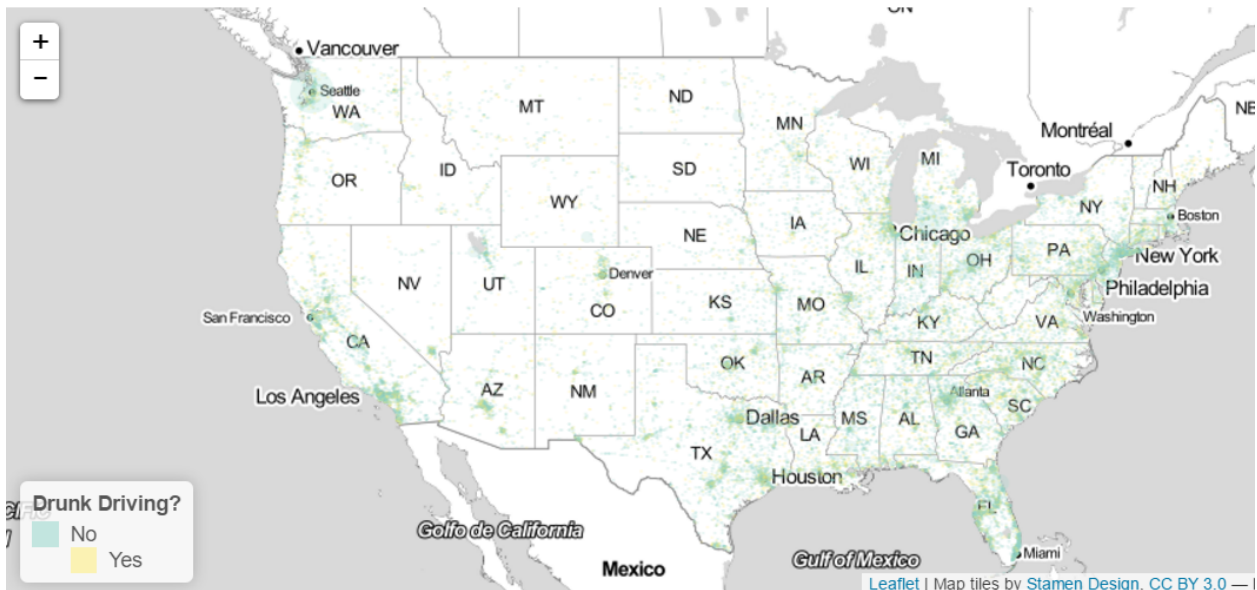 +
−
Vancouver
Seattle
WA
MT
ND
MN
OR
ID
WY
SD
WI
MI
Montréal
Toronto
NH
NY
Boston
NE
IA
Chicago
NV
UT
Denver
CO
KS
IL
IN
OH
PA
New York
Philadelphia
San Francisco
CA
MO
KY
VA
Washington
Los Angeles
AZ
NM
OK
AR
TN
NC
Atlanta
SC
Dallas
MS
AL
GA
TX
LA
Houston
FL
Miami
Drunk Driving?
No
Yes
Golfo de California
Mexico
Gulf of Mexico
Leaflet | Map tiles by Stamen Design, CC BY 3.0 —